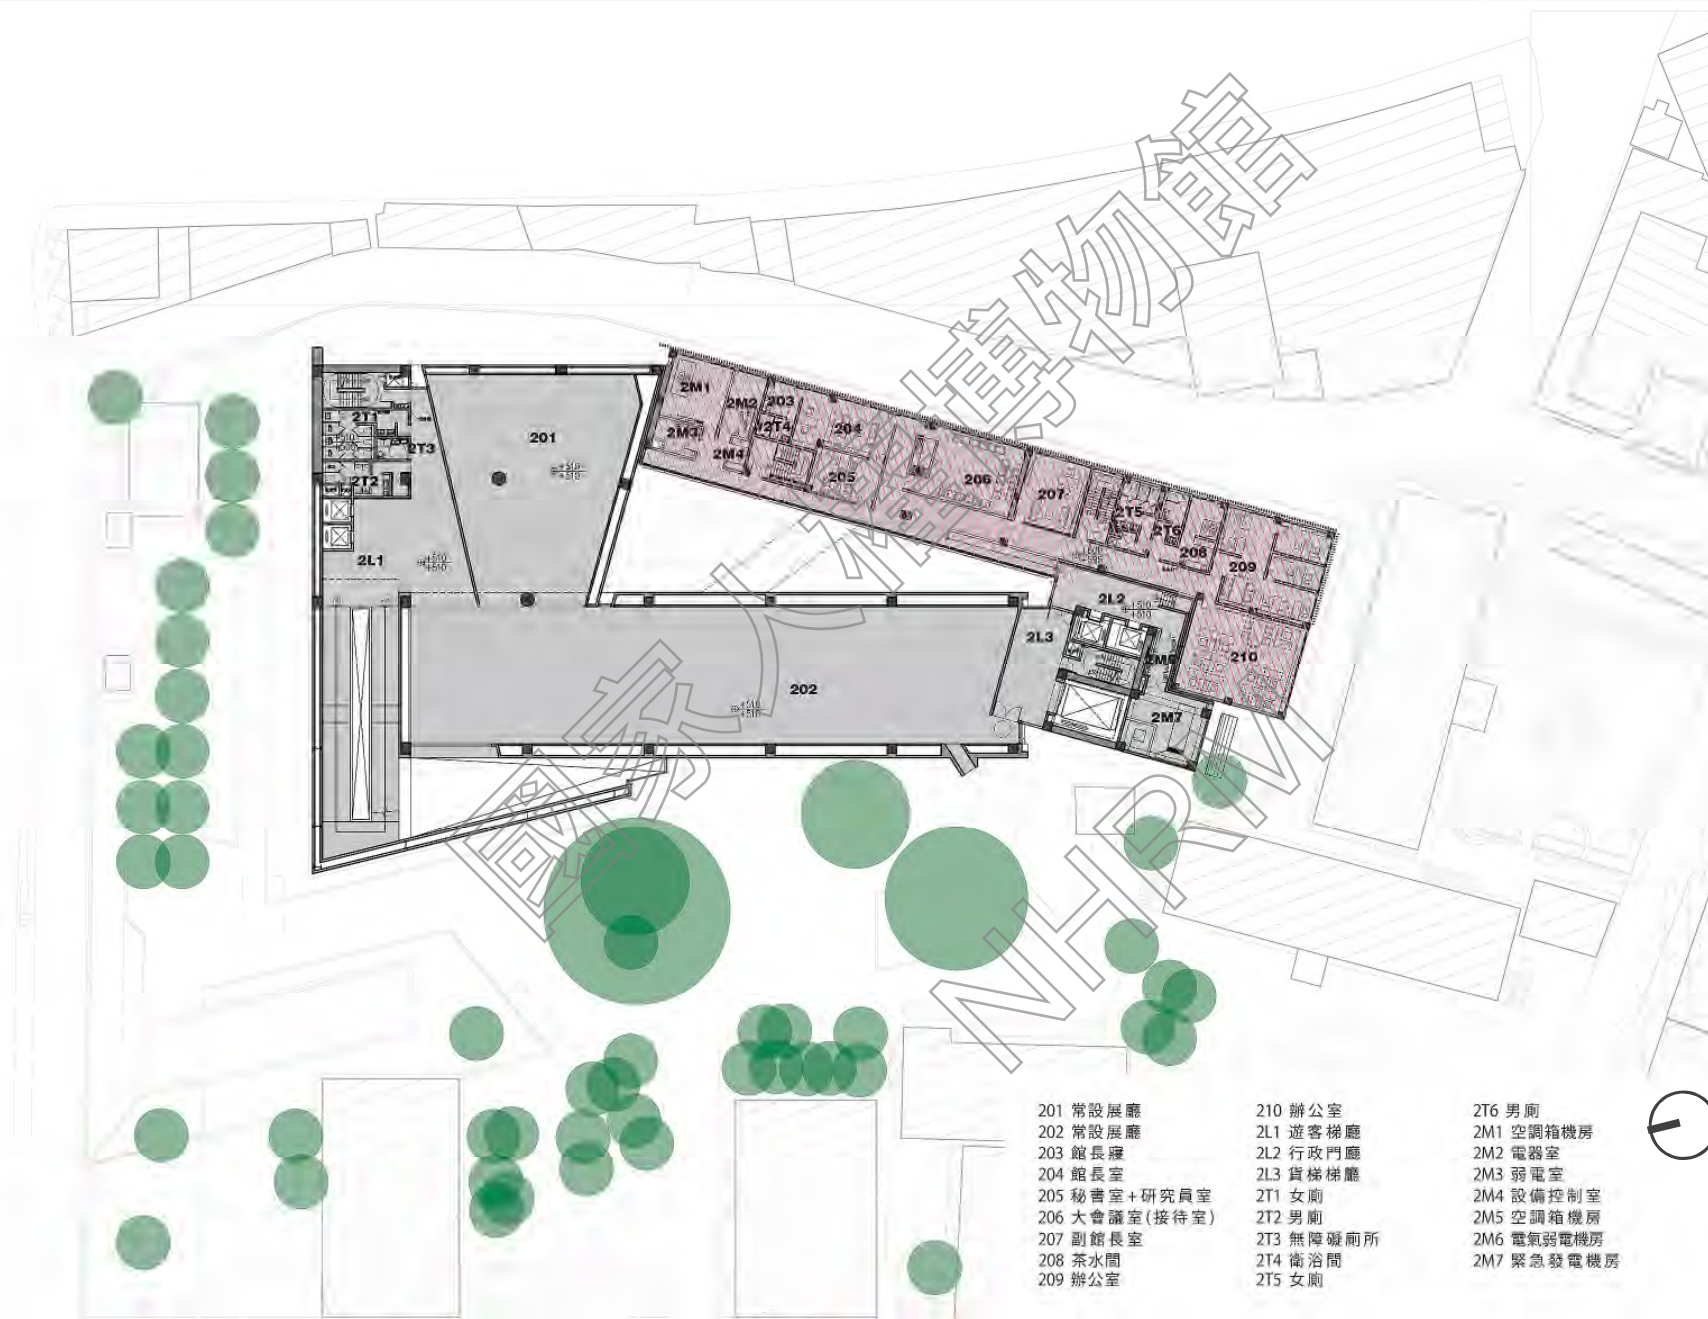 2M1
2M2
203
2T1
2T4
204
201
2M3
2T3
2M4
205
206
2T2
207
2T5
2T6
208
2L1
209
2L2
2L3
210
2M6
202
2M7
國家人權博物館
NHRM
201 常設展廳
202 常設展廳
203 館長寢
204 館長室
205 秘書室+研究員室
206 大會議室(接待室)
207 副館長室
208 茶水間
209 辦公室
210 辦公室
2L1 遊客梯廳
2L2 行政門廳
2L3 貨梯梯廳
2T1 女廁
2T2 男廁
2T3 無障礙廁所
2T4 衛浴間
2T5 女廁
2T6 男廁
2M1 空調箱機房
2M2 電器室
2M3 弱電室
2M4 設備控制室
2M5 空調箱機房
2M6 電氣弱電機房
2M7 緊急發電機房